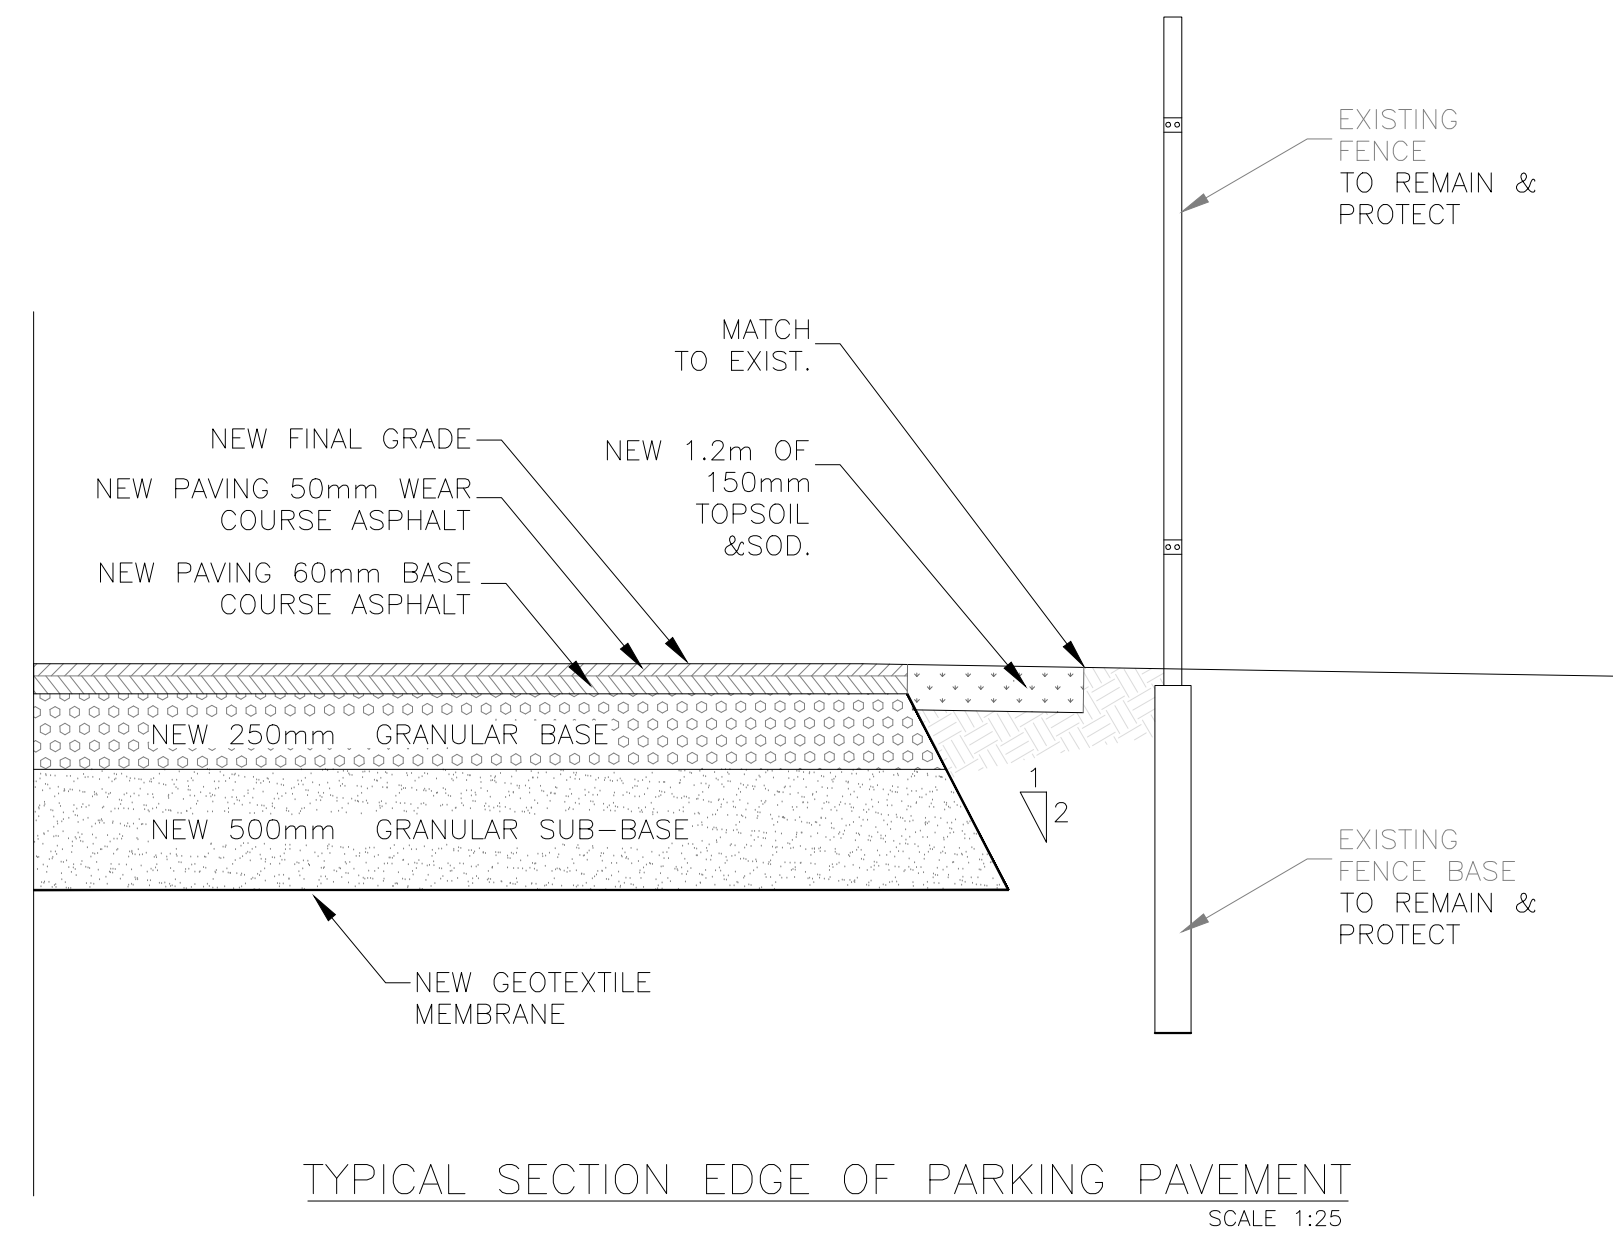 EXISTING
FENCE
TO REMAIN &
PROTECT
MATCH
TO EXIST.
NEW FINAL GRADE
NEW 1.2m OF
150mm
TOPSOIL
&SOD.
NEW PAVING 50mm WEAR
COURSE ASPHALT
NEW PAVING 60mm BASE
COURSE ASPHALT
NEW 250mm GRANULAR BASE
1
2
NEW 500mm GRANULAR SUB-BASE
EXISTING
FENCE BASE
TO REMAIN &
PROTECT
NEW GEOTEXTILE
MEMBRANE
TYPICAL SECTION EDGE OF PARKING PAVEMENT
SCALE 1:25